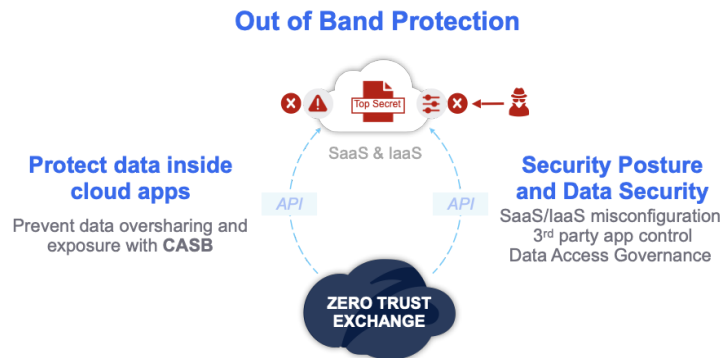 Out of Band Protection
Top Secret
SaaS & IaaS
Protect data inside
cloud apps
Prevent data oversharing and
exposure with CASB
API
API
Security Posture
and Data Security
SaaS/IaaS misconfiguration
3rd party app control
Data Access Governance
ZERO TRUST
EXCHANGE